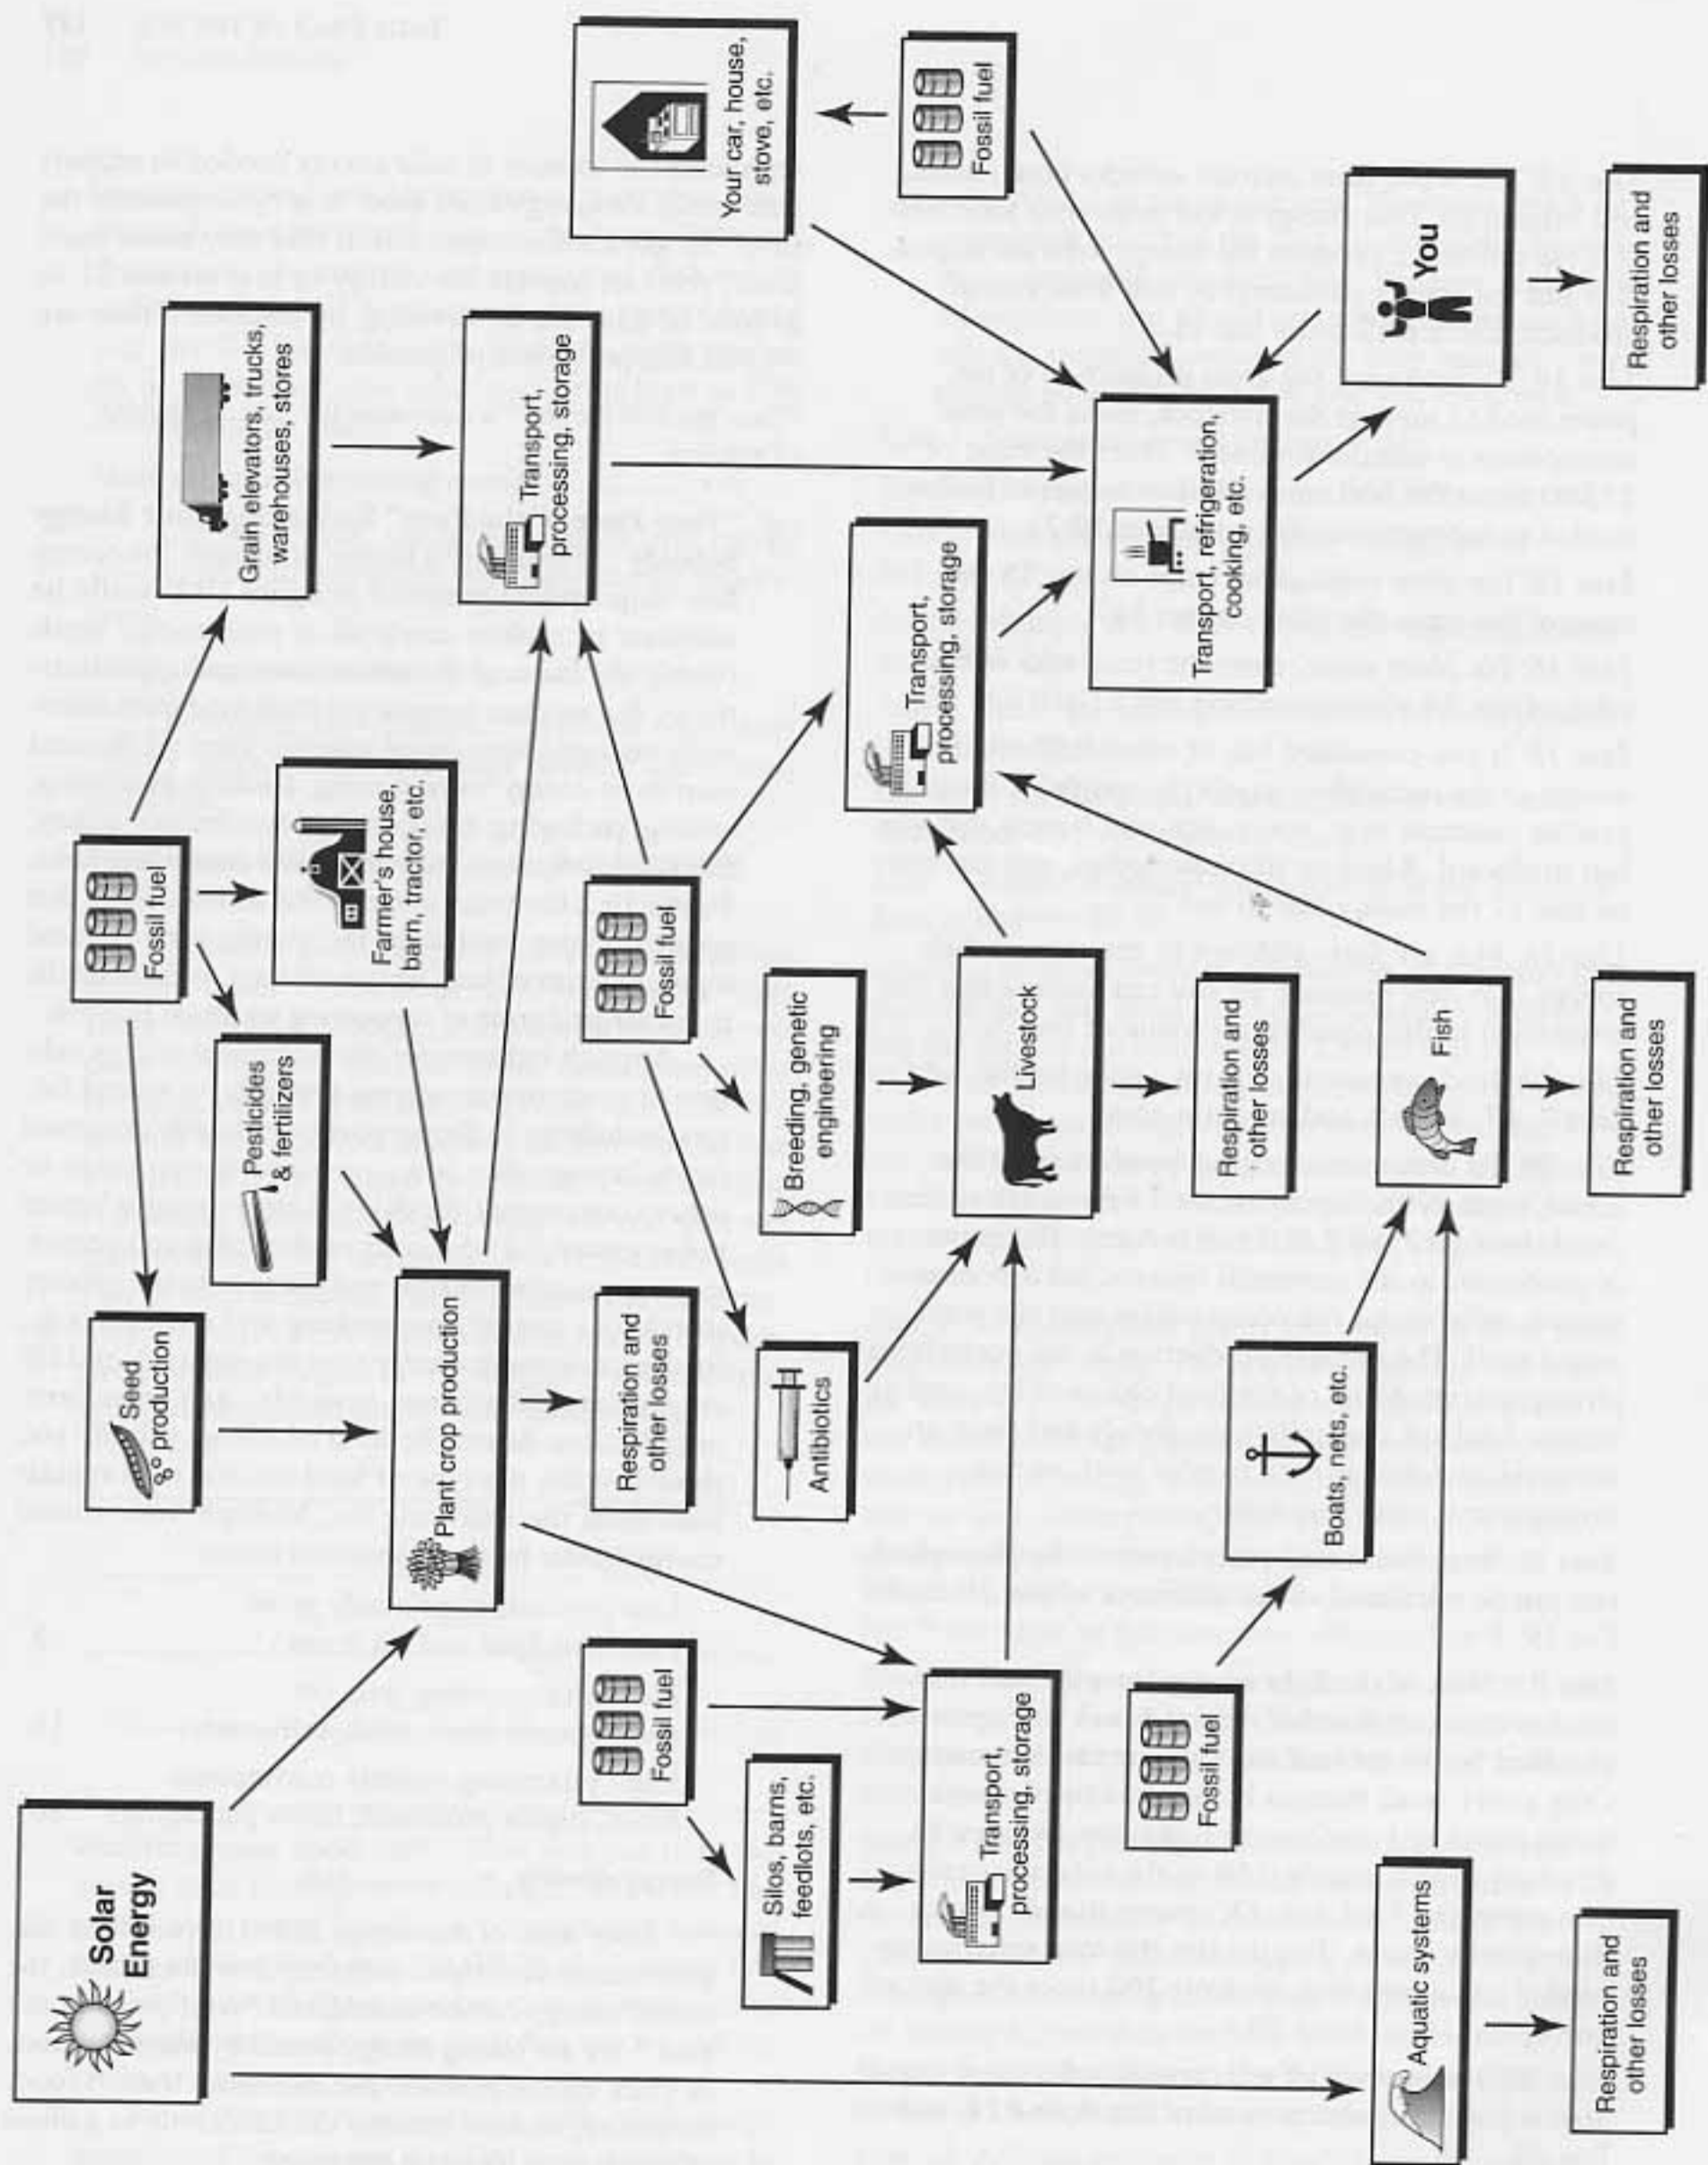 Solar
Energy
Seed
production
Fossil fuel
Pesticides
& fertilizers
Grain elevators, trucks,
warehouses, stores
Farmer's house,
barn, tractor, etc.
Plant crop production
Transport,
processing, storage
Fossil fuel
Respiration and
other losses
Fossil fuel
Your car, house,
stove, etc.
Silos, barns,
feedlots, etc.
Antibiotics
Breeding, genetic
engineering
Transport,
processing, storage
Fossil fuel
Transport,
processing, storage
Livestock
Fossil fuel
Respiration and
other losses
Transport, refrigeration,
cooking, etc.
Boats, nets, etc.
Aquatic systems
Fish
You
Respiration and
other losses
Respiration and
other losses
Respiration and
other losses